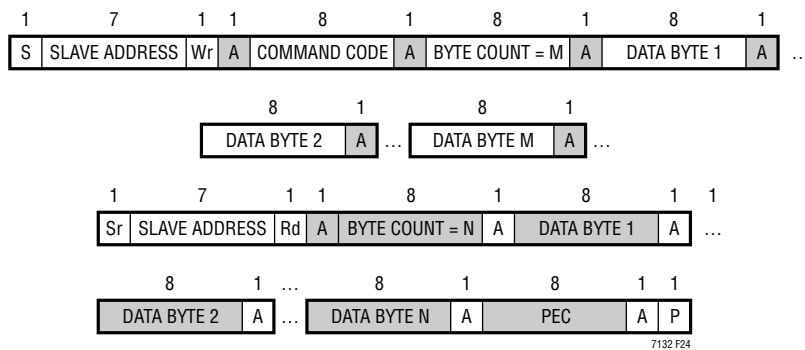 1 7 1 1 8 1 8 1 8 1
S SLAVE ADDRESS Wr A COMMAND CODE A BYTE COUNT = M A DATA BYTE 1 A ...
8 1 8 1
DATA BYTE 2 A ... DATA BYTE M A ...
1 7 1 1 8 1 8 1 1
Sr SLAVE ADDRESS Rd A BYTE COUNT = N A DATA BYTE 1 A ...
8 1 ... 8 1 8 1 1
DATA BYTE 2 A ... DATA BYTE N A PEC A P
7132 F24